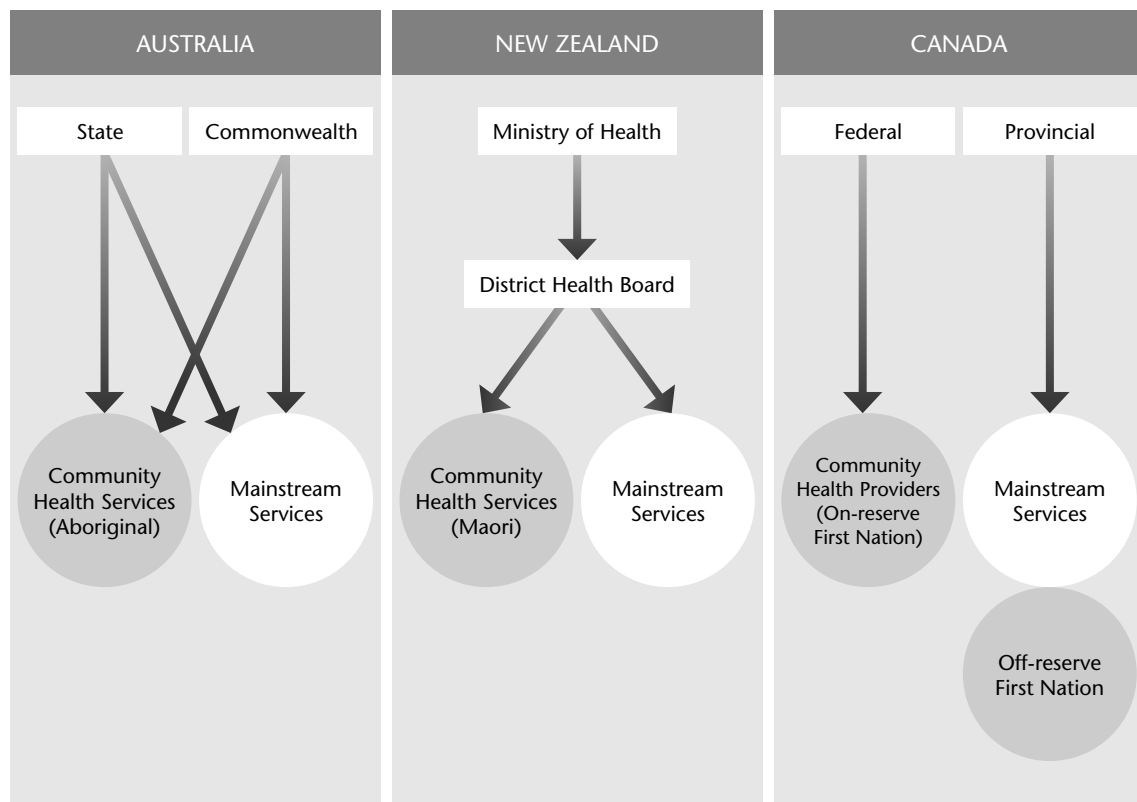 AUSTRALIA
State
Commonwealth
Community
Health Services
(Aboriginal)
Mainstream
Services
NEW ZEALAND
Ministry of Health
District Health Board
Community
Health Services
(Maori)
Mainstream
Services
CANADA
Federal
Provincial
Community
Health Providers
(On-reserve
First Nation)
Mainstream
Services
Off-reserve
First Nation